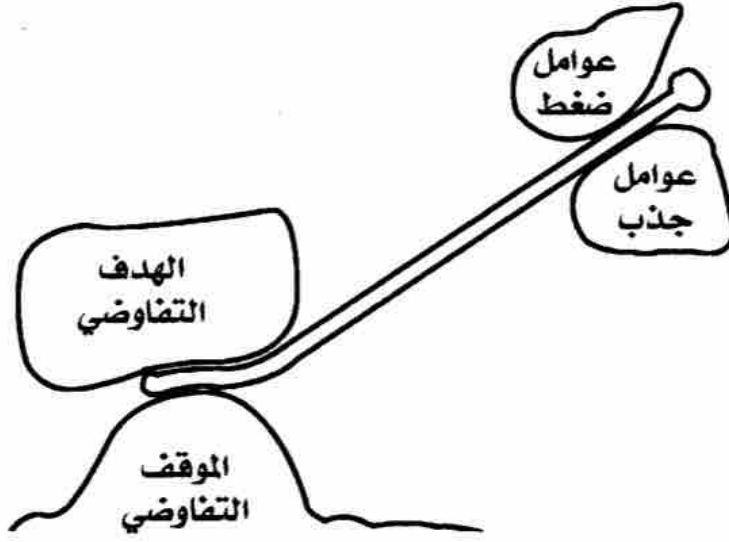 عوامل
ضغط
عوامل
جذب
الهدف
التفاوضي
الموقف
التفاوضي